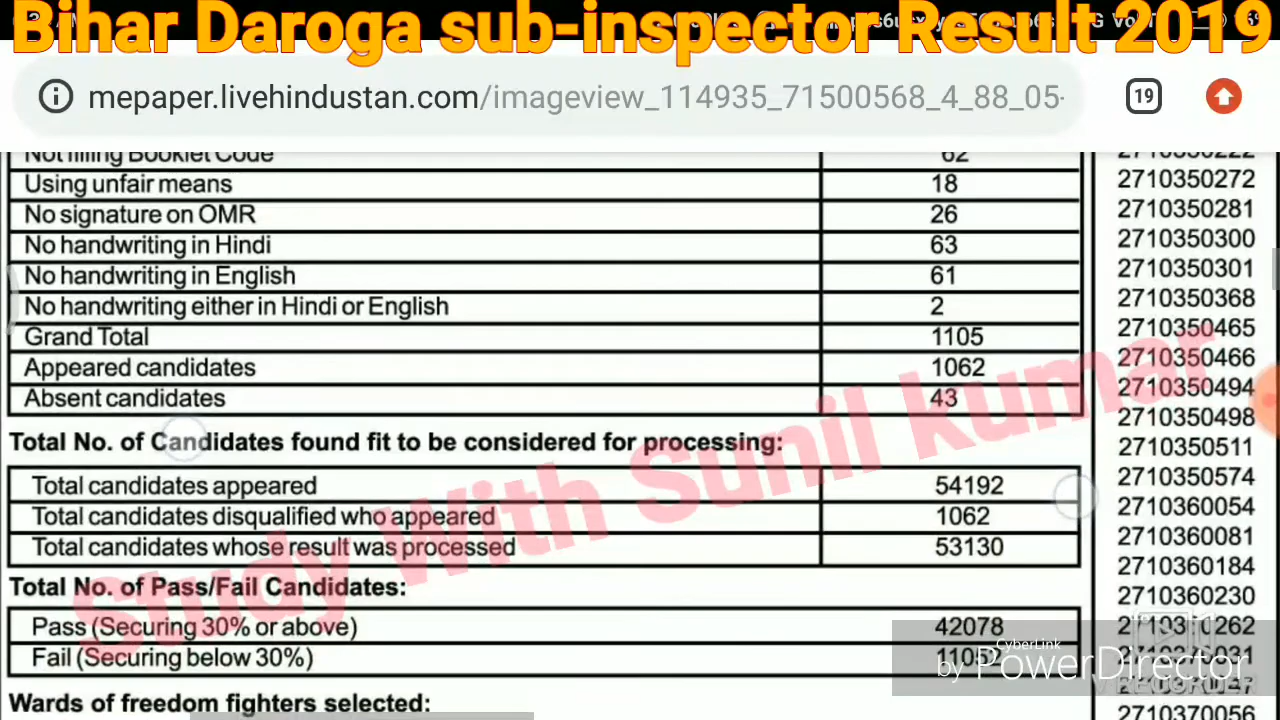 Bihar Daroga sub-inspector Result 2019
mepaper.livehindustan.com/imageview_114935_71500568_4_88_05-
19
Not filling Booklet Code 62
Using unfair means 18
No signature on OMR 26
No handwriting in Hindi 63
No handwriting in English 61
No handwriting either in Hindi or English 2
Grand Total 1105
Appeared candidates 1062
Absent candidates 43
Total No. of Candidates found fit to be considered for processing:
Total candidates appeared 54192
Total candidates disqualified who appeared 1062
Total candidates whose result was processed 53130
Total No. of Pass/Fail Candidates:
Pass (Securing 30% or above) 42078
Fail (Securing below 30%)
Wards of freedom fighters selected:
2710350272
2710350281
2710350300
2710350301
2710350368
2710350465
2710350466
2710350494
2710350498
2710350511
2710350574
2710360054
2710360081
2710360184
2710360230
2710370056
Study With Sunil kumar
CyberLink
by PowerDirector